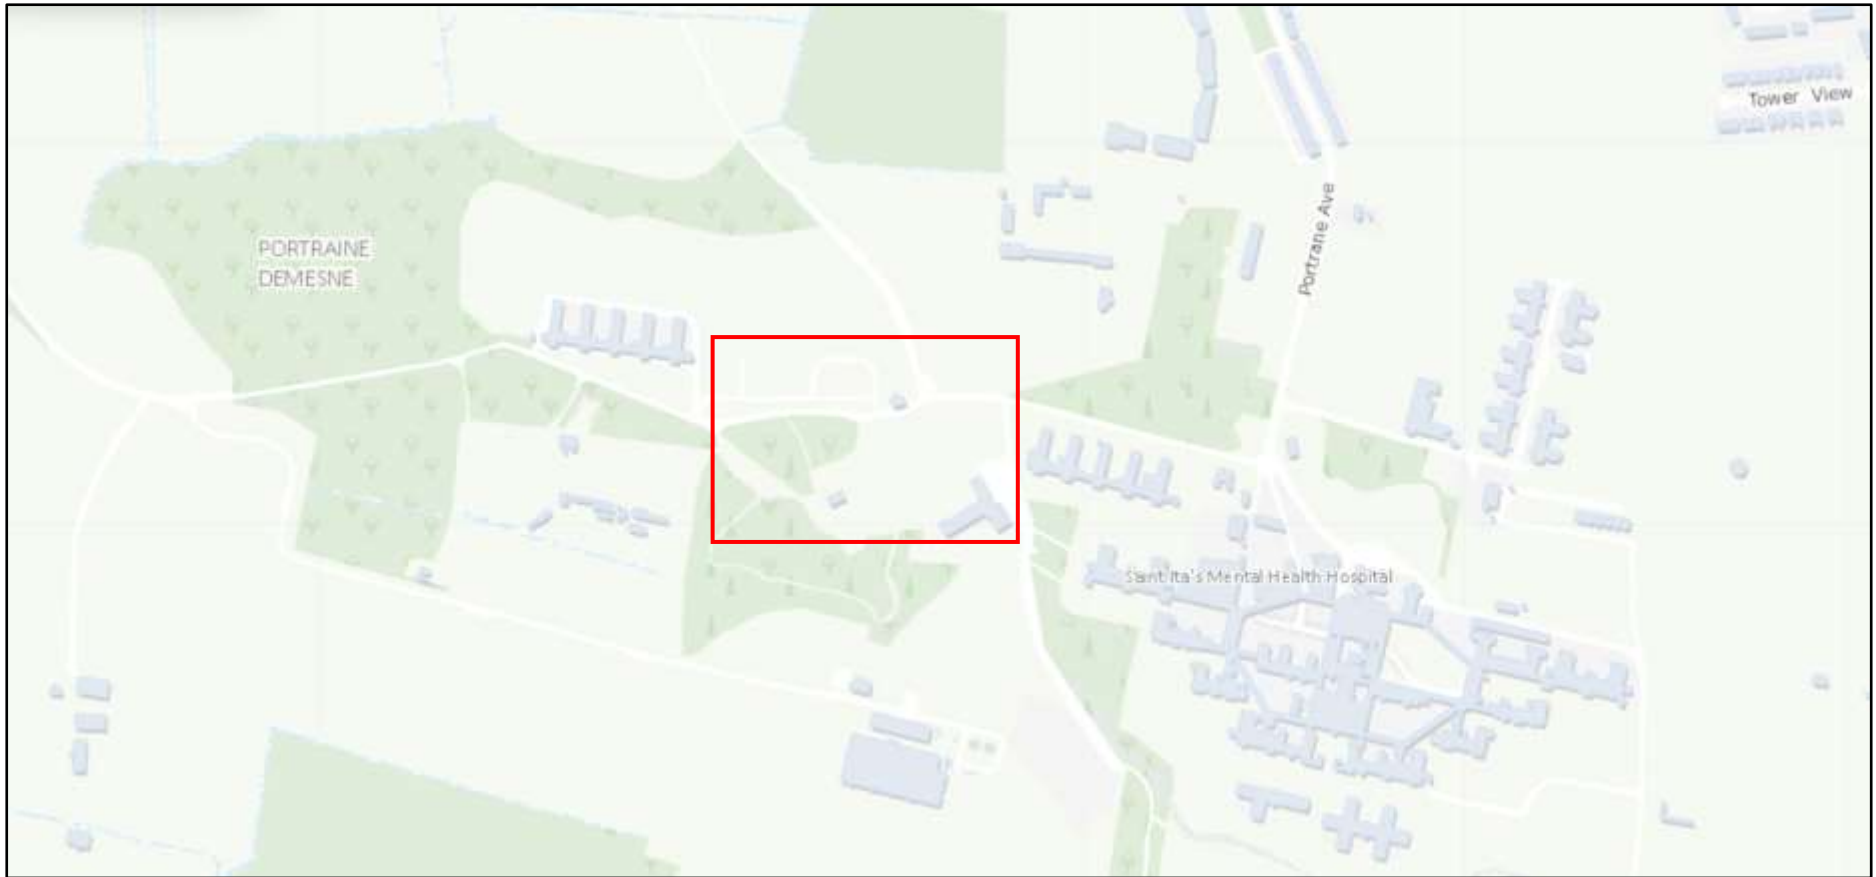 Tower View
Portrane Ave
PORTRAINE
DEMESNE
Saint Ita's Mental Health Hospital